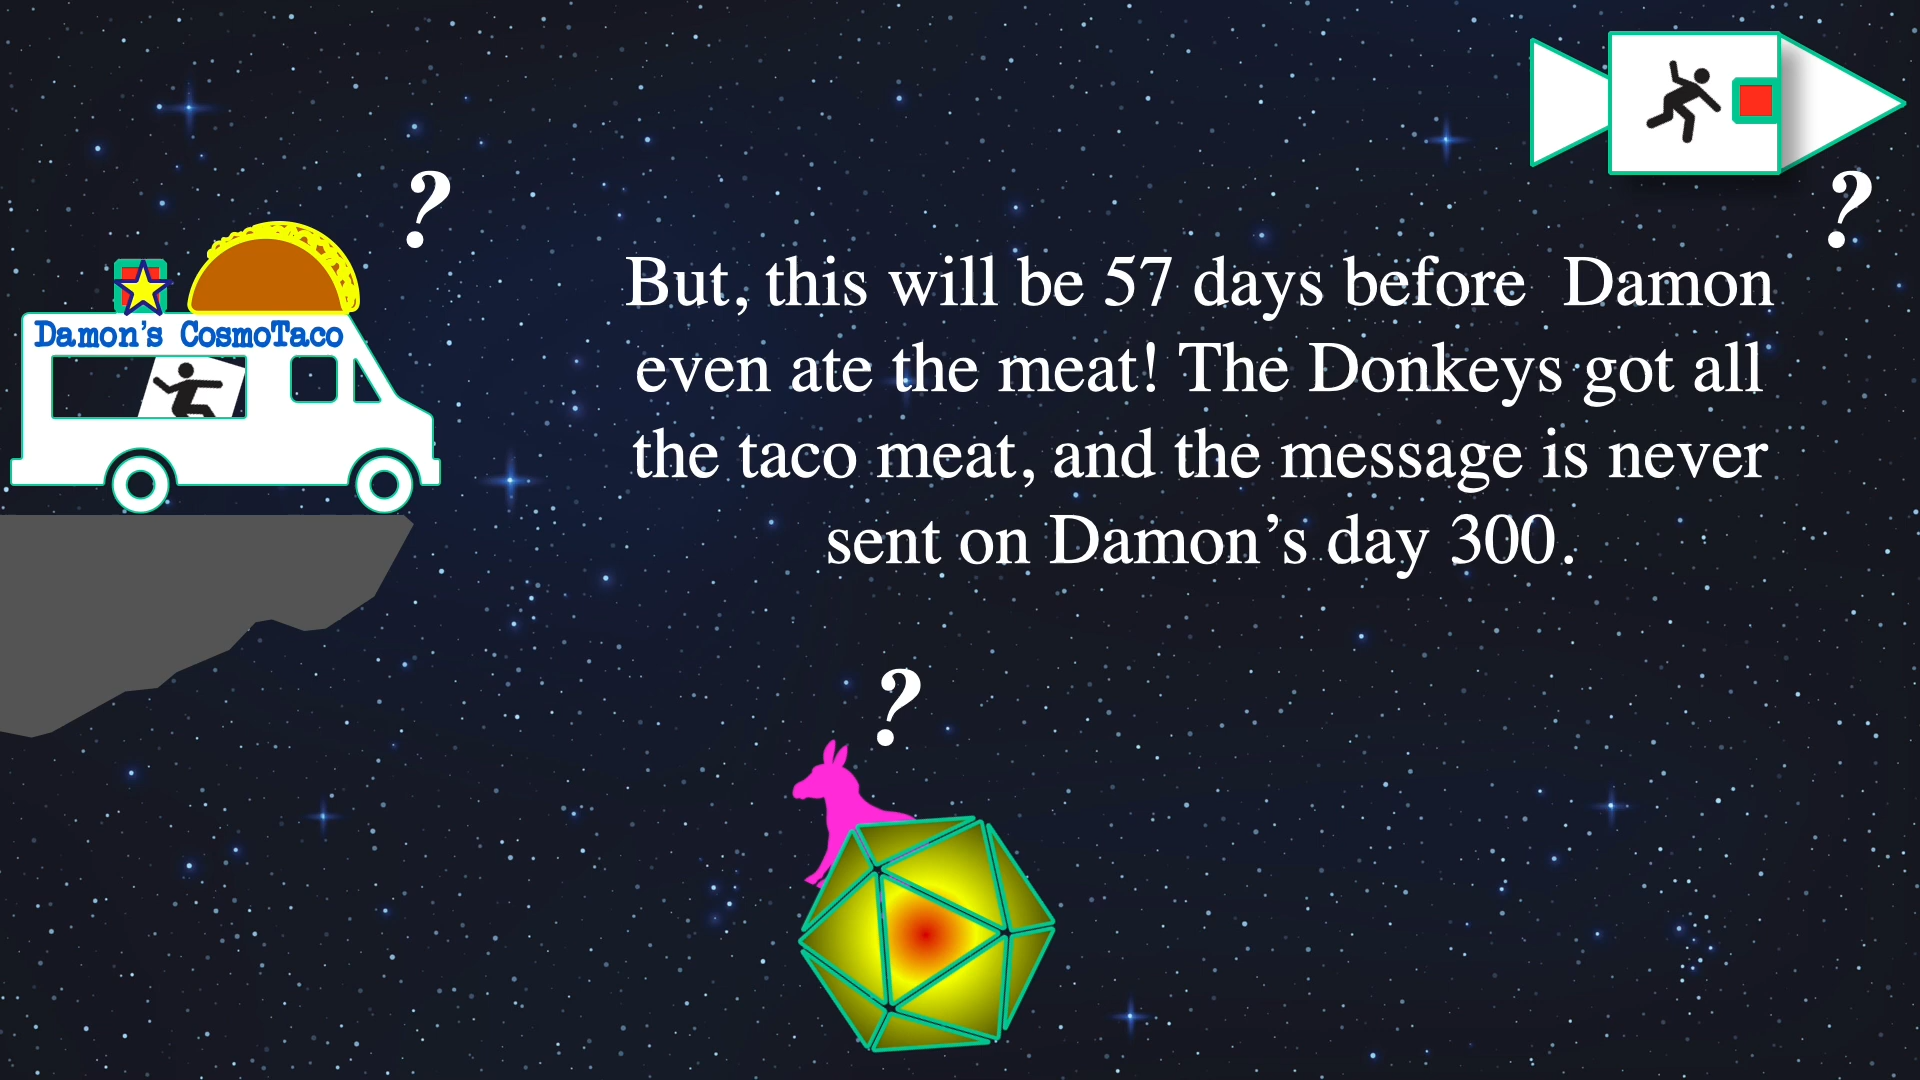 ?
?
Damon's CosmoTaco
But, this will be 57 days before  Damon
even ate the meat! The Donkeys got all
the taco meat, and the message is never
sent on Damon’s day 300.
?